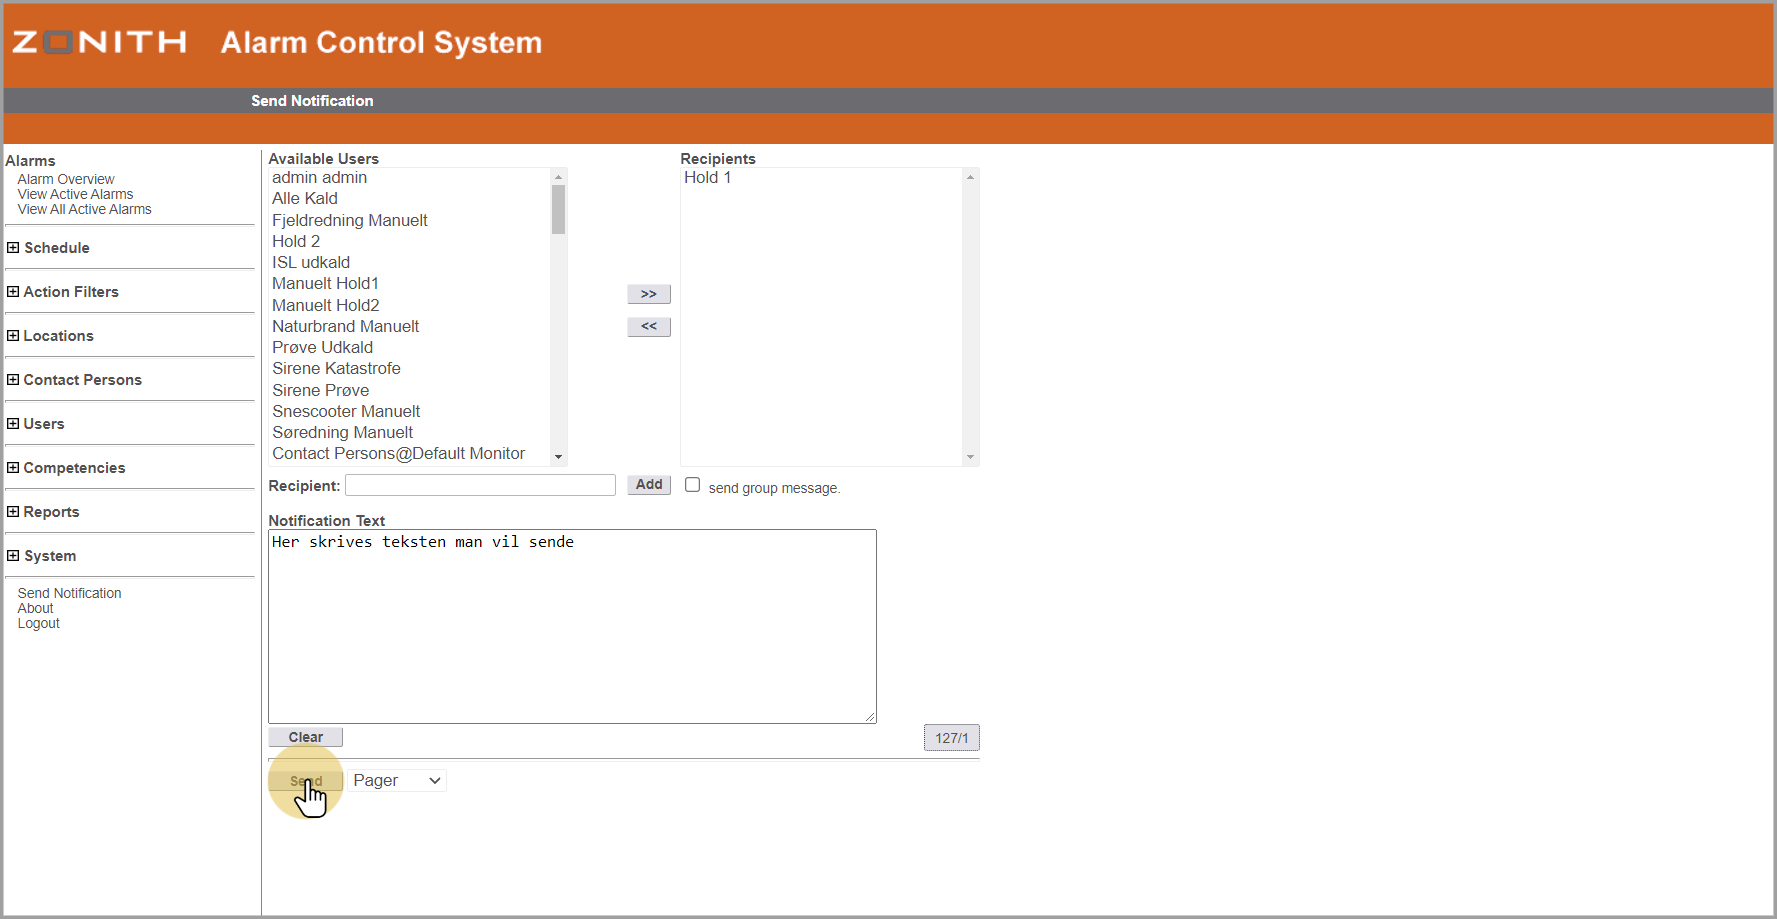 ZONITH Alarm Control System
Send Notification
Alarms
Alarm Overview
View Active Alarms
View All Active Alarms
Schedule
Action Filters
Locations
Contact Persons
Users
Competencies
Reports
System
Send Notification
About
Logout
Available Users
admin admin
Alle Kald
Fjeldredning Manuelt
Hold 2
ISL udkald
Manuelt Hold1
Manuelt Hold2
Naturbrand Manuelt
Prøve Udkald
Sirene Katastrofe
Sirene Prøve
Snescooter Manuelt
Søredning Manuelt
Contact Persons@Default Monitor
>>
<<
Recipients
Hold 1
Recipient:
Add
send group message.
Notification Text
Her skrives teksten man vil sende
Clear
127/1
Send
Pager